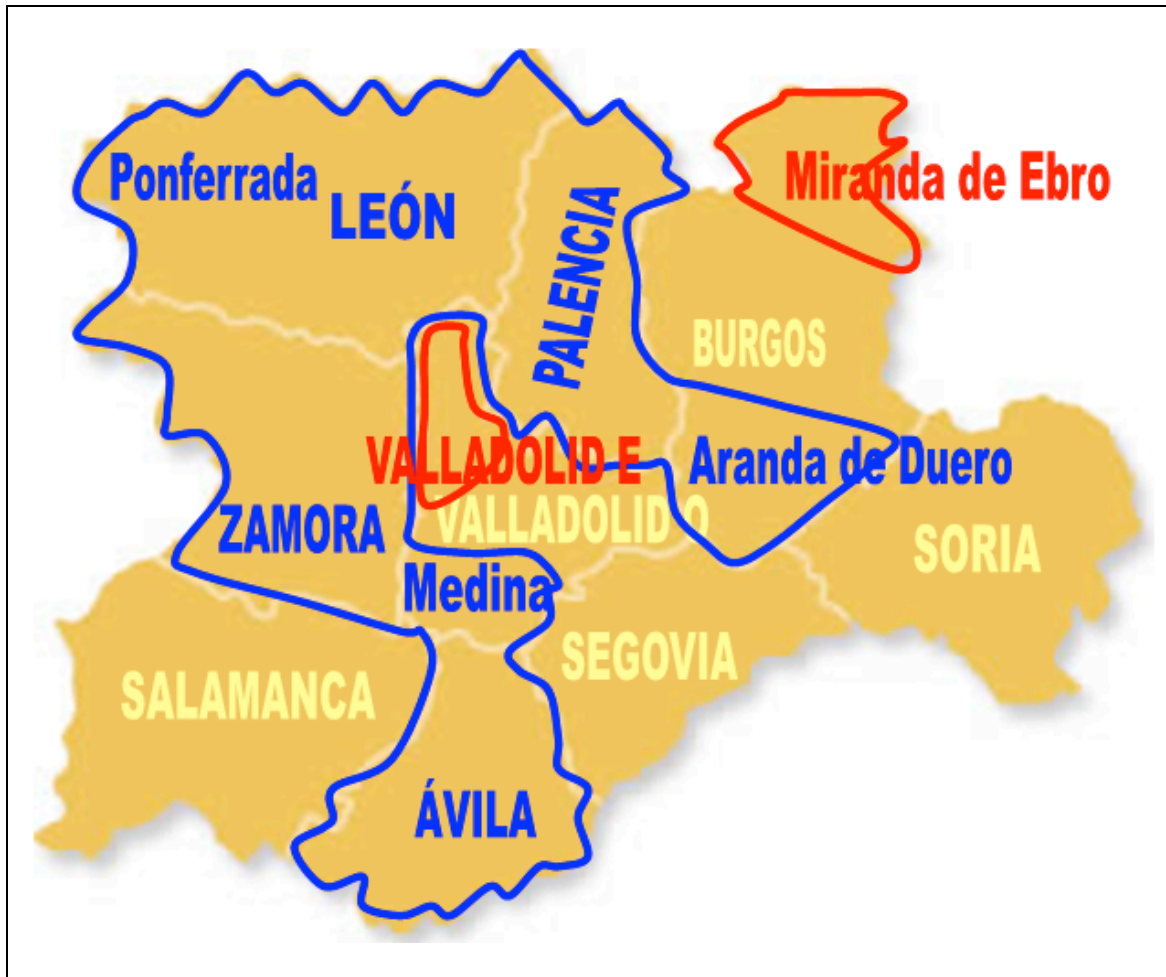 Ponferrada
LEÓN
PALENCIA
Miranda de Ebro
BURGOS
VALLADOLID E
Aranda de Duero
VALLADOLID O
ZAMORA
SORIA
Medina
SEGOVIA
SALAMANCA
ÁVILA